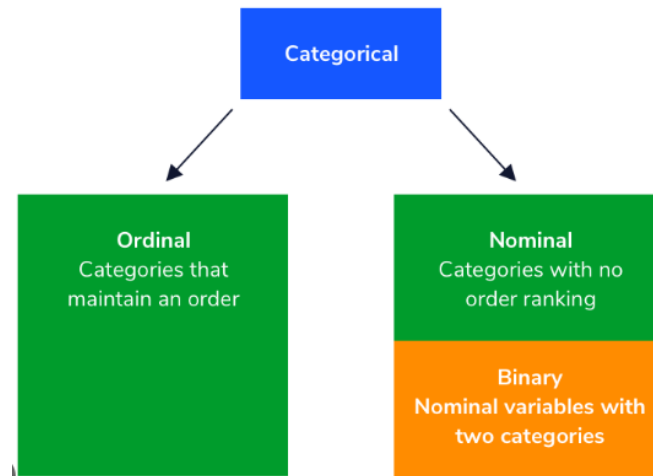 Categorical
Ordinal
Categories that
maintain an order
Nominal
Categories with no
order ranking
Binary
Nominal variables with
two categories